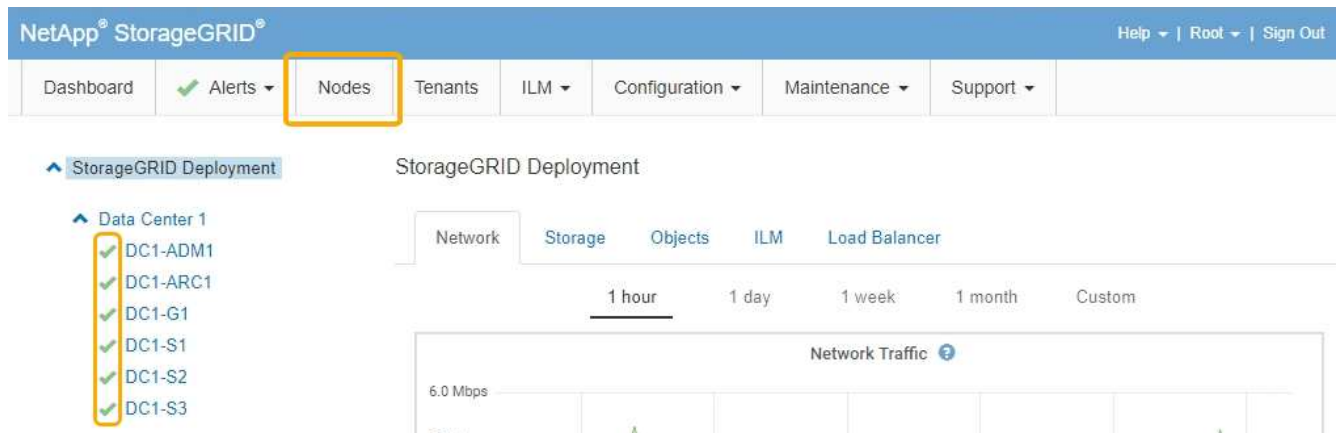 NetApp® StorageGRID®
Help | Root | Sign Out
Dashboard Alerts Nodes Tenants ILM Configuration Maintenance Support
StorageGRID Deployment
Data Center 1
DC1-ADM1
DC1-ARC1
DC1-G1
DC1-S1
DC1-S2
DC1-S3
StorageGRID Deployment
Network Storage Objects ILM Load Balancer
1 hour 1 day 1 week 1 month Custom
Network Traffic
6.0 Mbps